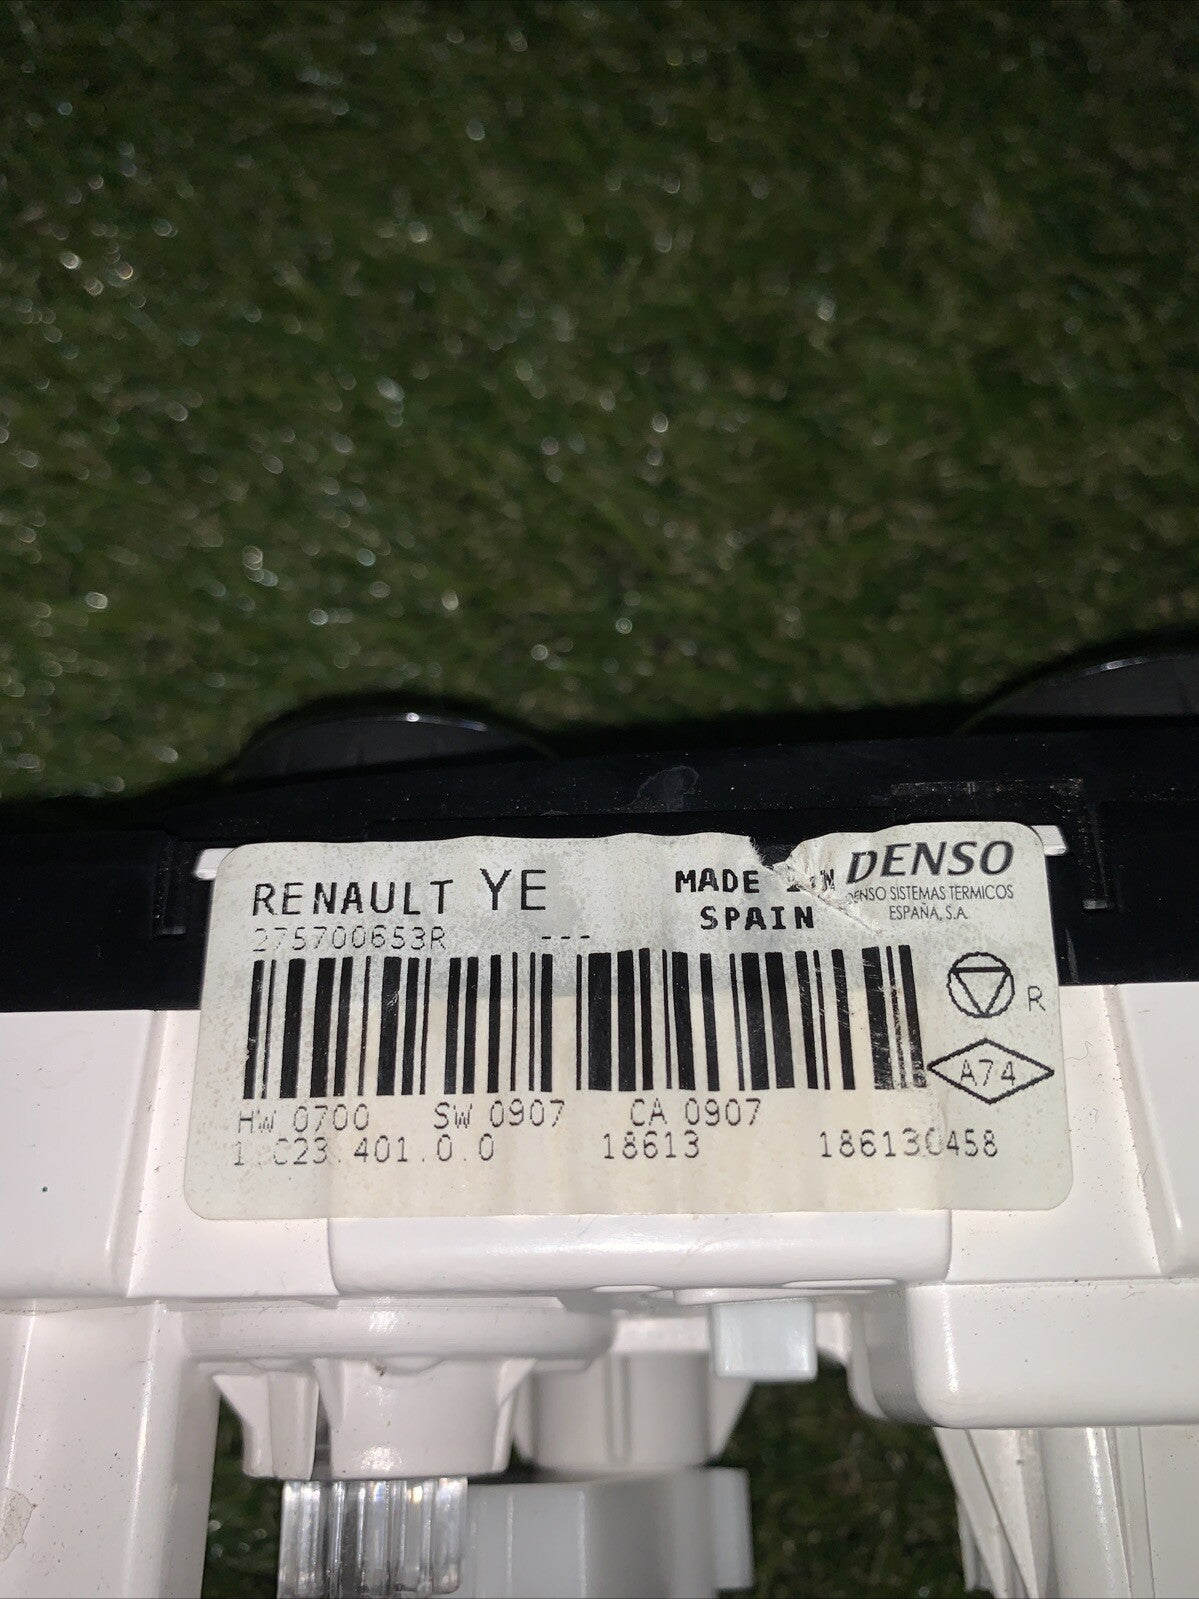 RENAULT YE
275700653R ---
MADE IN
SPAIN
DENSO
DENSO SISTEMAS TERMICOS
ESPAÑA, S.A.
R
A74
HW 0700 SW 0907 CA 0907
1.C23.401.0.0 18613 186130458